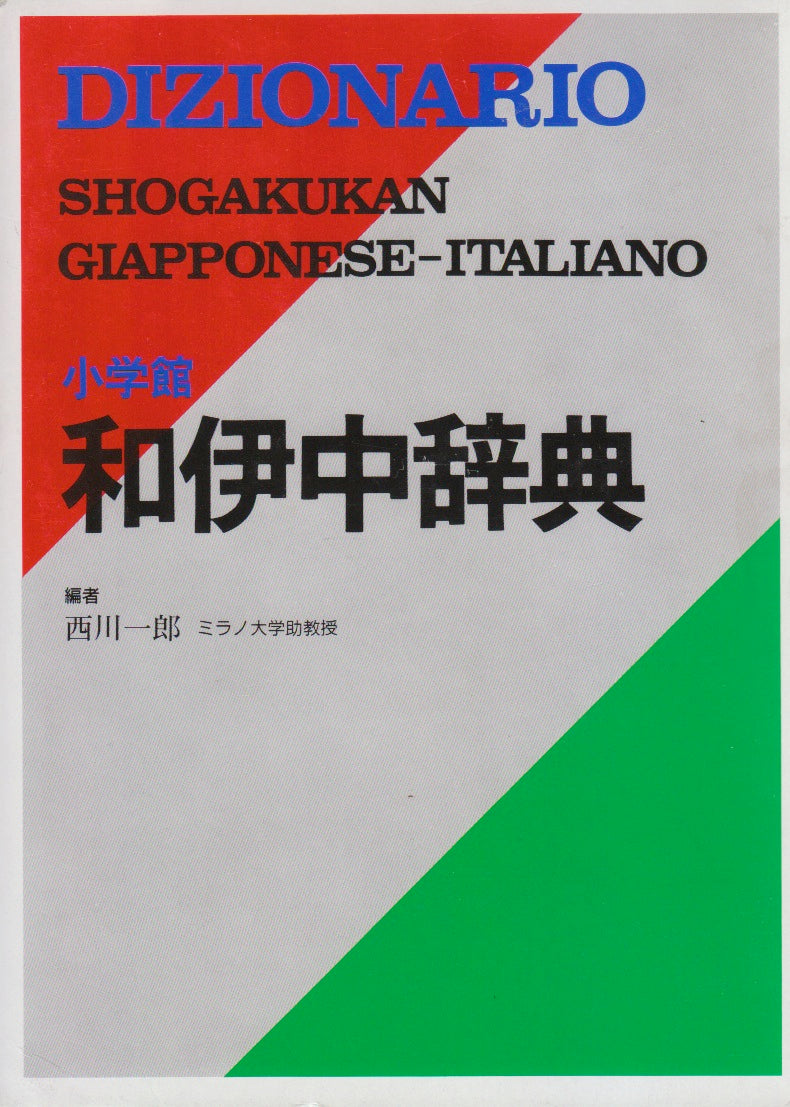 DIZIONARIO
SHOGAKUKAN
GIAPPONESE-ITALIANO
小学館
和伊中辞典
編者
西川一郎 ミラノ大学助教授